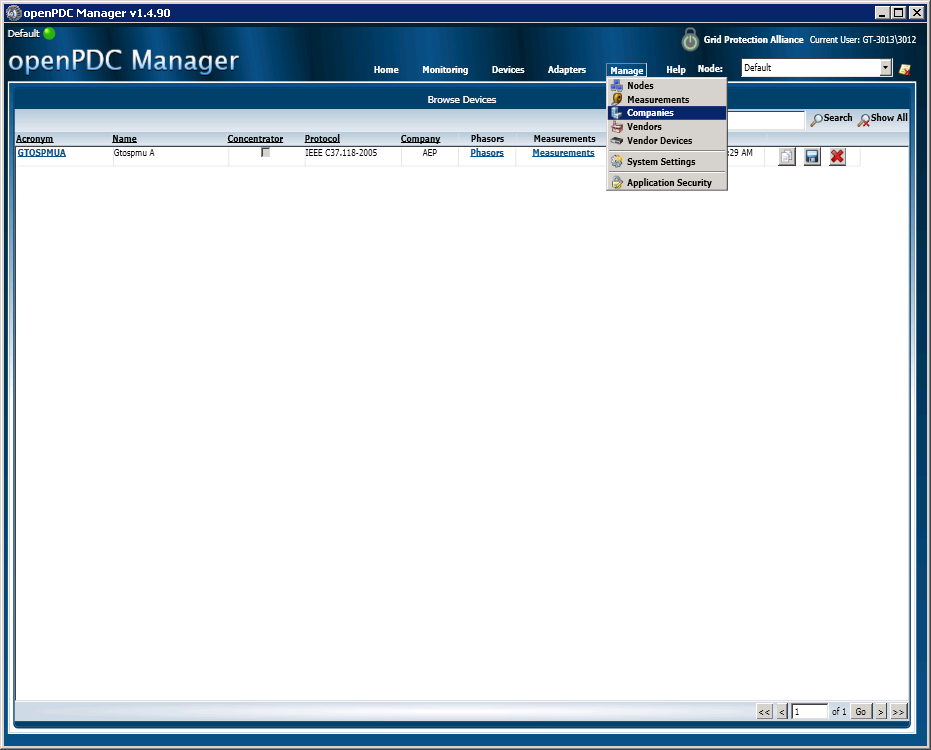 openPDC Manager v1.4.90
Default
Grid Protection Alliance Current User: GT-3013\3012
openPDC Manager
Home Monitoring Devices Adapters Manage Help Node: Default
Nodes
Measurements
Companies
Vendors
Vendor Devices
System Settings
Application Security
Browse Devices
Search Show All
Acronym Name Concentrator Protocol Company Phasors Measurements
GTOSPMUA Gtospmu A IEEE C37.118-2005 AEP Phasors Measurements :29 AM
<< < 1 of 1 Go > >>